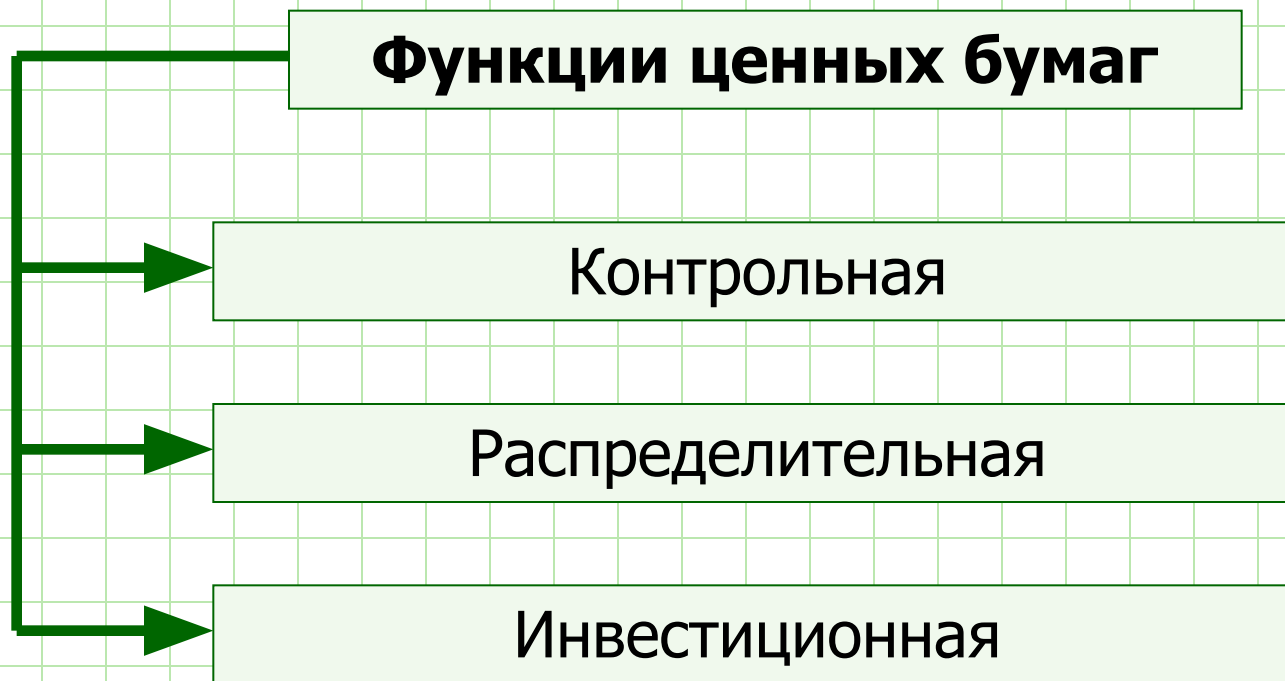 Функции ценных бумаг
Контрольная
Распределительная
Инвестиционная